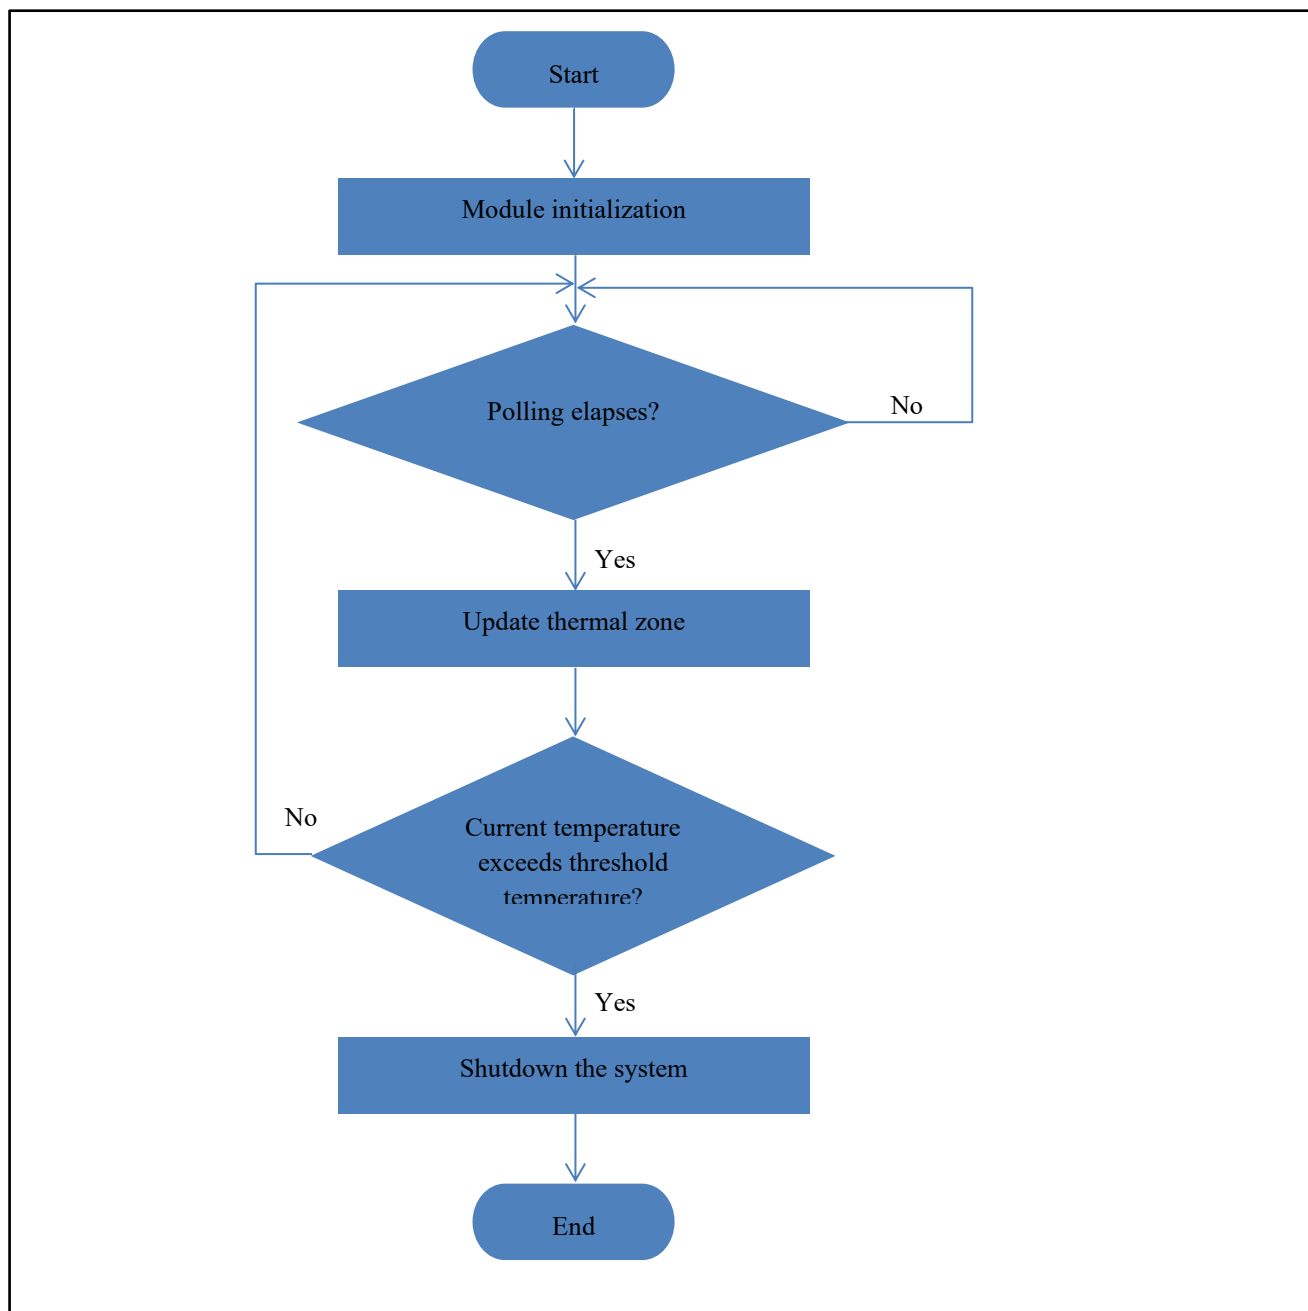 Start
Module initialization
Polling elapses?
No
Yes
Update thermal zone
No
Current temperature
exceeds threshold
temperature?
Yes
Shutdown the system
End